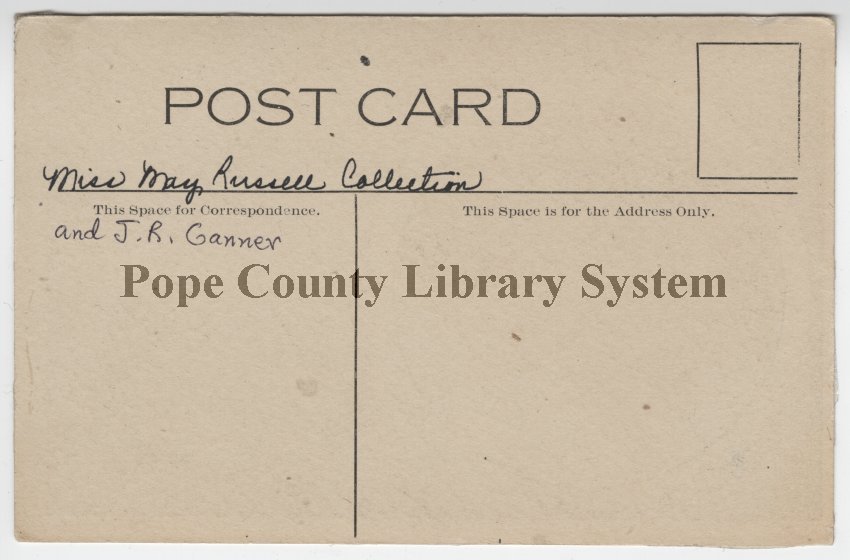 POST CARD
Miss May Russell Collection
This Space for Correspondence.
This Space is for the Address Only.
and J.R. Ganner
Pope County Library System